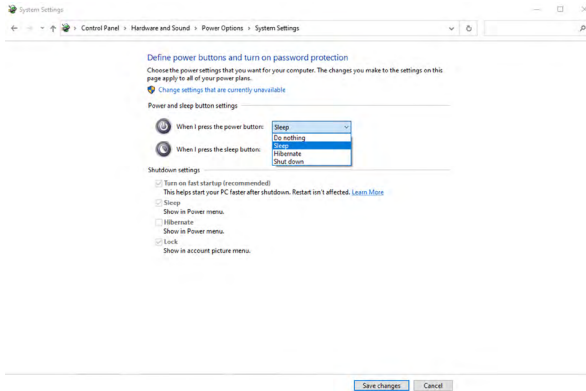 System Settings
Control Panel > Hardware and Sound > Power Options > System Settings
Define power buttons and turn on password protection
Choose the power settings that you want for your computer. The changes you make to the settings on this
page apply to all of your power plans.
Change settings that are currently unavailable
Power and sleep button settings
When I press the power button: Sleep
Do nothing
Sleep
When I press the sleep button:
Hibernate
Shut down
Shutdown settings
Turn on fast startup (recommended)
This helps start your PC faster after shutdown. Restart isn't affected. Learn More
Sleep
Show in Power menu.
Hibernate
Show in Power menu.
Lock
Show in account picture menu.
Save changes Cancel